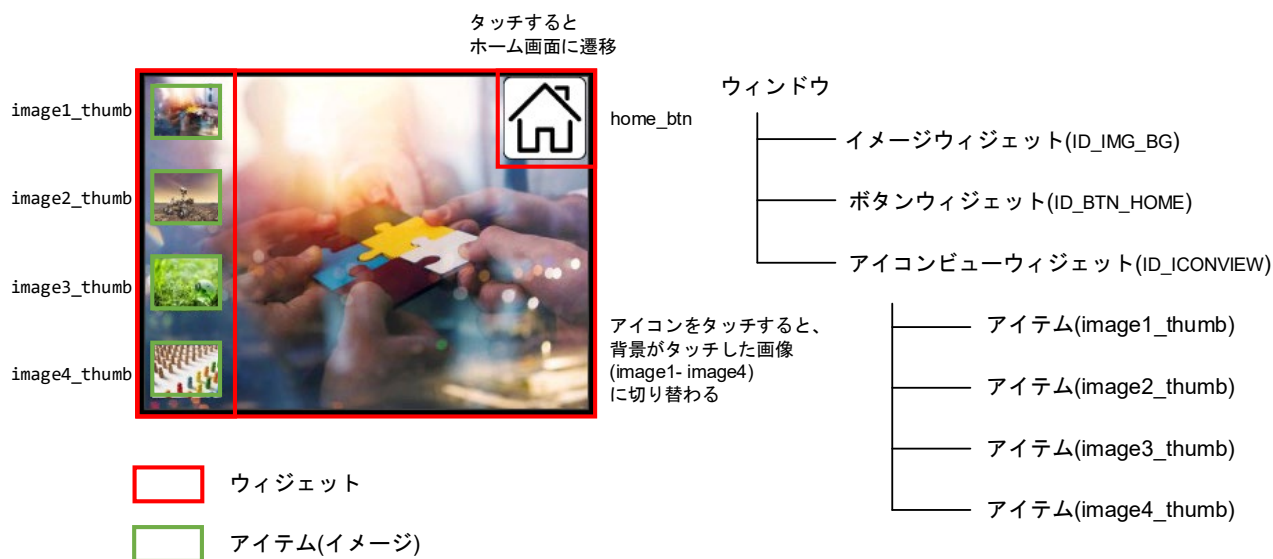 タッチすると
ホーム画面に遷移
image1_thumb
home_btn
image2_thumb
image3_thumb
image4_thumb
アイコンをタッチすると、
背景がタッチした画像
(image1- image4)
に切り替わる
ウィジェット
アイテム(イメージ)
ウィンドウ
イメージウィジェット(ID_IMG_BG)
ボタンウィジェット(ID_BTN_HOME)
アイコンビューウィジェット(ID_ICONVIEW)
アイテム(image1_thumb)
アイテム(image2_thumb)
アイテム(image3_thumb)
アイテム(image4_thumb)